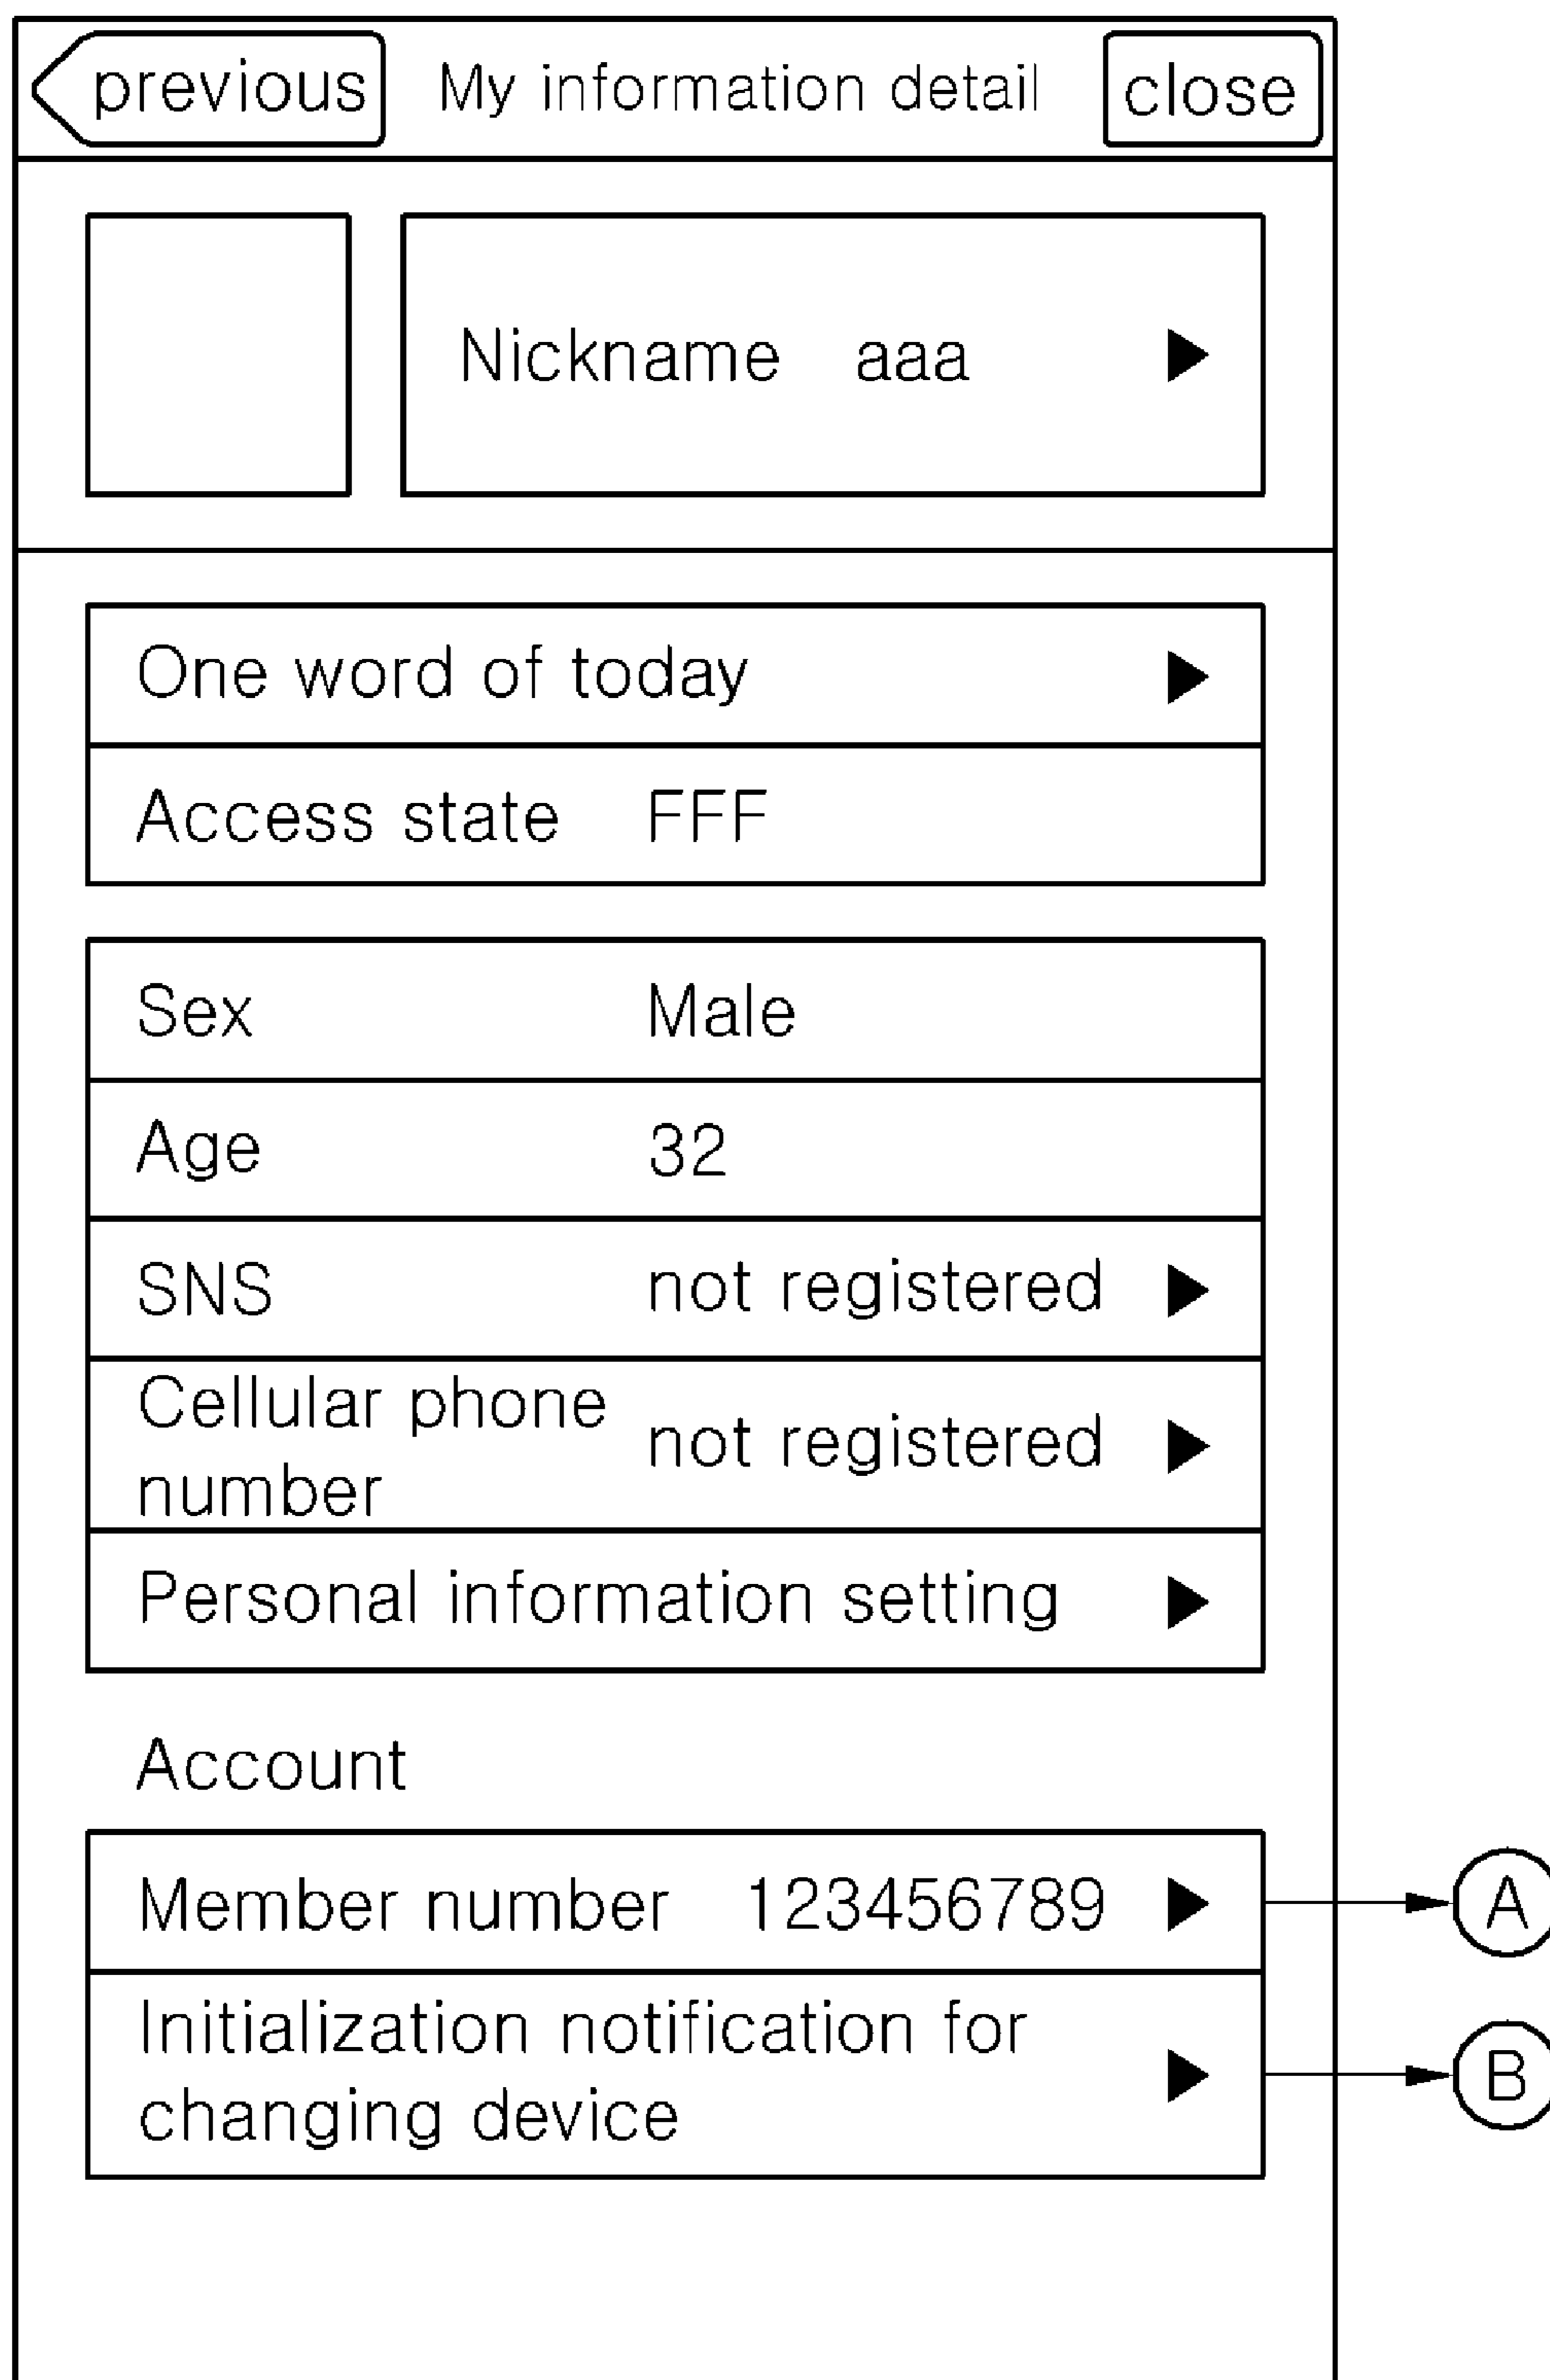 previous My information detail close
Nickname aaa
One word of today
Access state FFF
Sex Male
Age 32
SNS not registered
Cellular phone number not registered
Personal information setting
Account
Member number 123456789
A
Initialization notification for
changing device
B